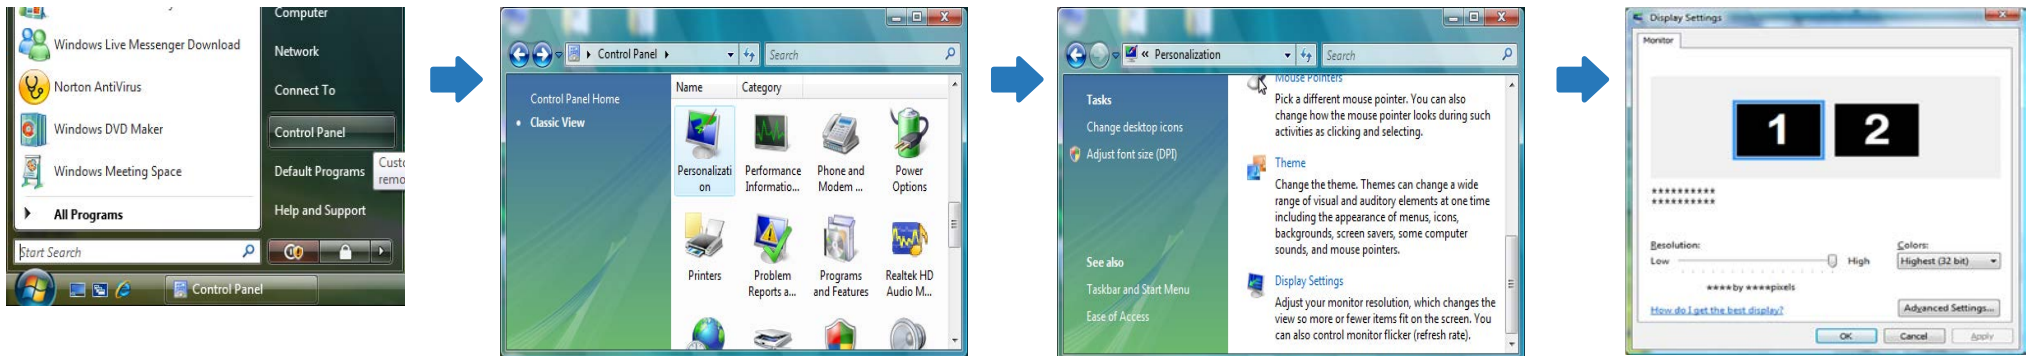 Computer
Windows Live Messenger Download
Network
Norton AntiVirus
Connect To
Windows DVD Maker
Control Panel
Windows Meeting Space
Default Programs
All Programs
Help and Support
Start Search
Control Panel
Control Panel
Search
Control Panel Home
Classic View
Name Category
Personalizati
on
Performance
Informatio...
Phone and
Modem ...
Power
Options
Printers
Problem
Reports a...
Programs
and Features
Realtek HD
Audio M...
« Personalization
Search
Tasks
Change desktop icons
Adjust font size (DPI)
See also
Taskbar and Start Menu
Ease of Access
Mouse Pointers
Pick a different mouse pointer. You can also
change how the mouse pointer looks during such
activities as clicking and selecting.
Theme
Change the theme. Themes can change a wide
range of visual and auditory elements at one time
including the appearance of menus, icons,
backgrounds, screen savers, some computer
sounds, and mouse pointers.
Display Settings
Adjust your monitor resolution, which changes the
view so more or fewer items fit on the screen. You
can also control monitor flicker (refresh rate).
Display Settings
Monitor
1 2
**********
**********
Resolution:
Low High
****by ****pixels
Colors:
Highest (32 bit)
How do I get the best display?
Advanced Settings...
OK Cancel Apply